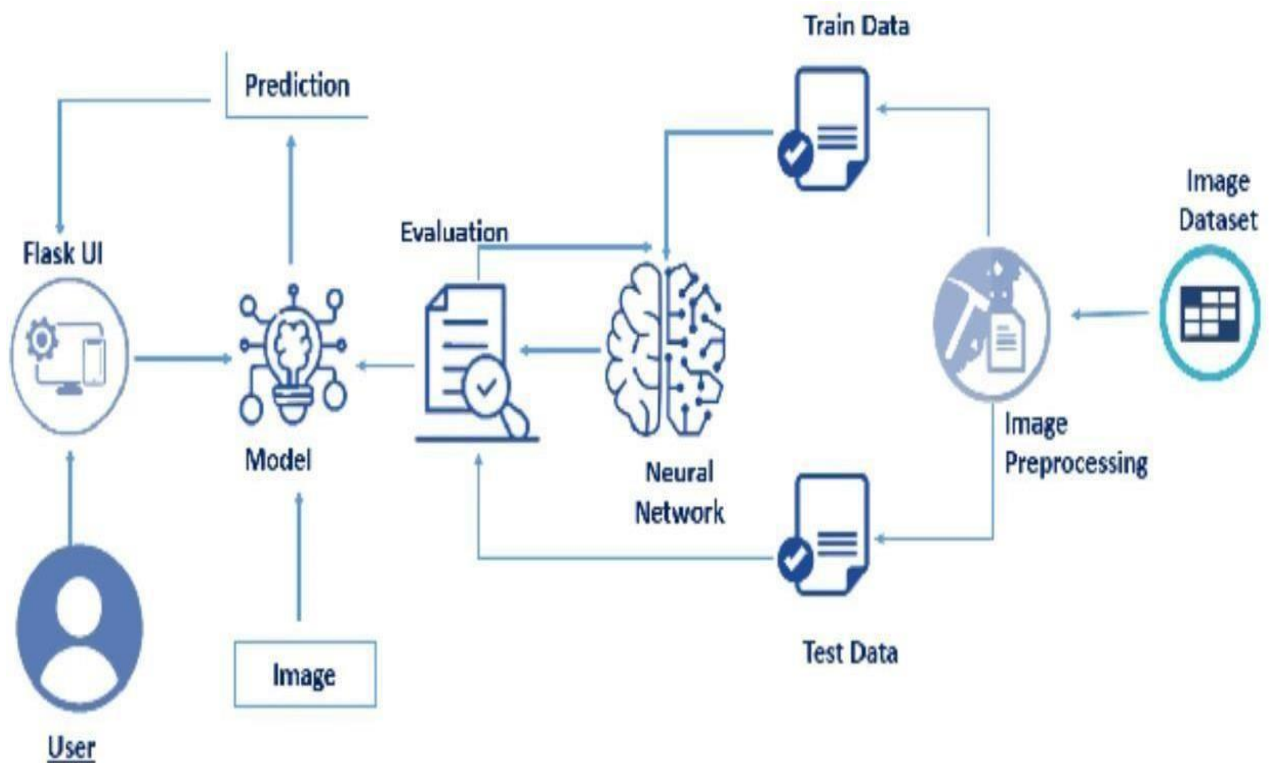 Train Data
Prediction
Image
Dataset
Evaluation
Flask UI
Image
Preprocessing
Model
Neural
Network
Test Data
Image
User